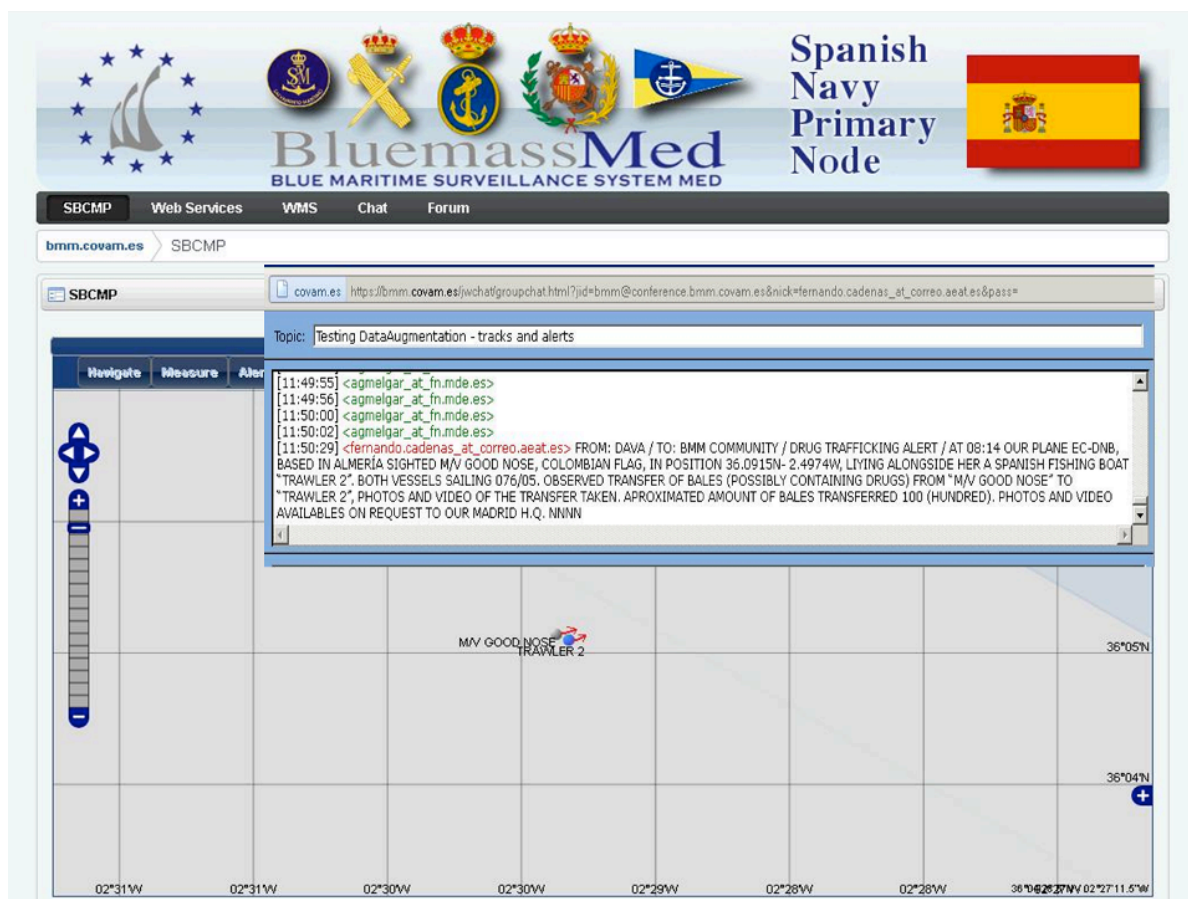 Spanish
Navy
Primary
Node
SM
BluemassMed
BLUE MARITIME SURVEILLANCE SYSTEM MED
SBCMP Web Services WMS Chat Forum
bmm.covam.es SBCMP
SBCMP
covam.es https://bmm.covam.es/jwchat/groupchat.html?jid=bmm@conference.bmm.covam.es&nick=fernando.cadenas_at_correo.aeat.es&pass=
Topic: Testing DataAugmentation - tracks and alerts
Navigate Measure Aler
[11:49:55] <agmelgar_at_fn.mde.es>
[11:49:56] <agmelgar_at_fn.mde.es>
[11:50:00] <agmelgar_at_fn.mde.es>
[11:50:02] <agmelgar_at_fn.mde.es>
[11:50:29] <fernando.cadenas_at_correo.aeat.es> FROM: DAVA / TO: BMM COMMUNITY / DRUG TRAFFICKING ALERT / AT 08:14 OUR PLANE EC-DNB,
BASED IN ALMERÍA SIGHTED M/V GOOD NOSE, COLOMBIAN FLAG, IN POSITION 36.0915N- 2.4974W, LIYING ALONGSIDE HER A SPANISH FISHING BOAT
"TRAWLER 2". BOTH VESSELS SAILING 076/05. OBSERVED TRANSFER OF BALES (POSSIBLY CONTAINING DRUGS) FROM "M/V GOOD NOSE" TO
"TRAWLER 2", PHOTOS AND VIDEO OF THE TRANSFER TAKEN. APROXIMATED AMOUNT OF BALES TRANSFERRED 100 (HUNDRED). PHOTOS AND VIDEO
AVAILABLES ON REQUEST TO OUR MADRID H.Q. NNNN
M/V GOOD NOSE
TRAWLER 2
36°05'N
36°04'N
02°31'W 02°31'W 02°30'W 02°30'W 02°29'W 02°28'W 02°28'W 02°27'11.5"W